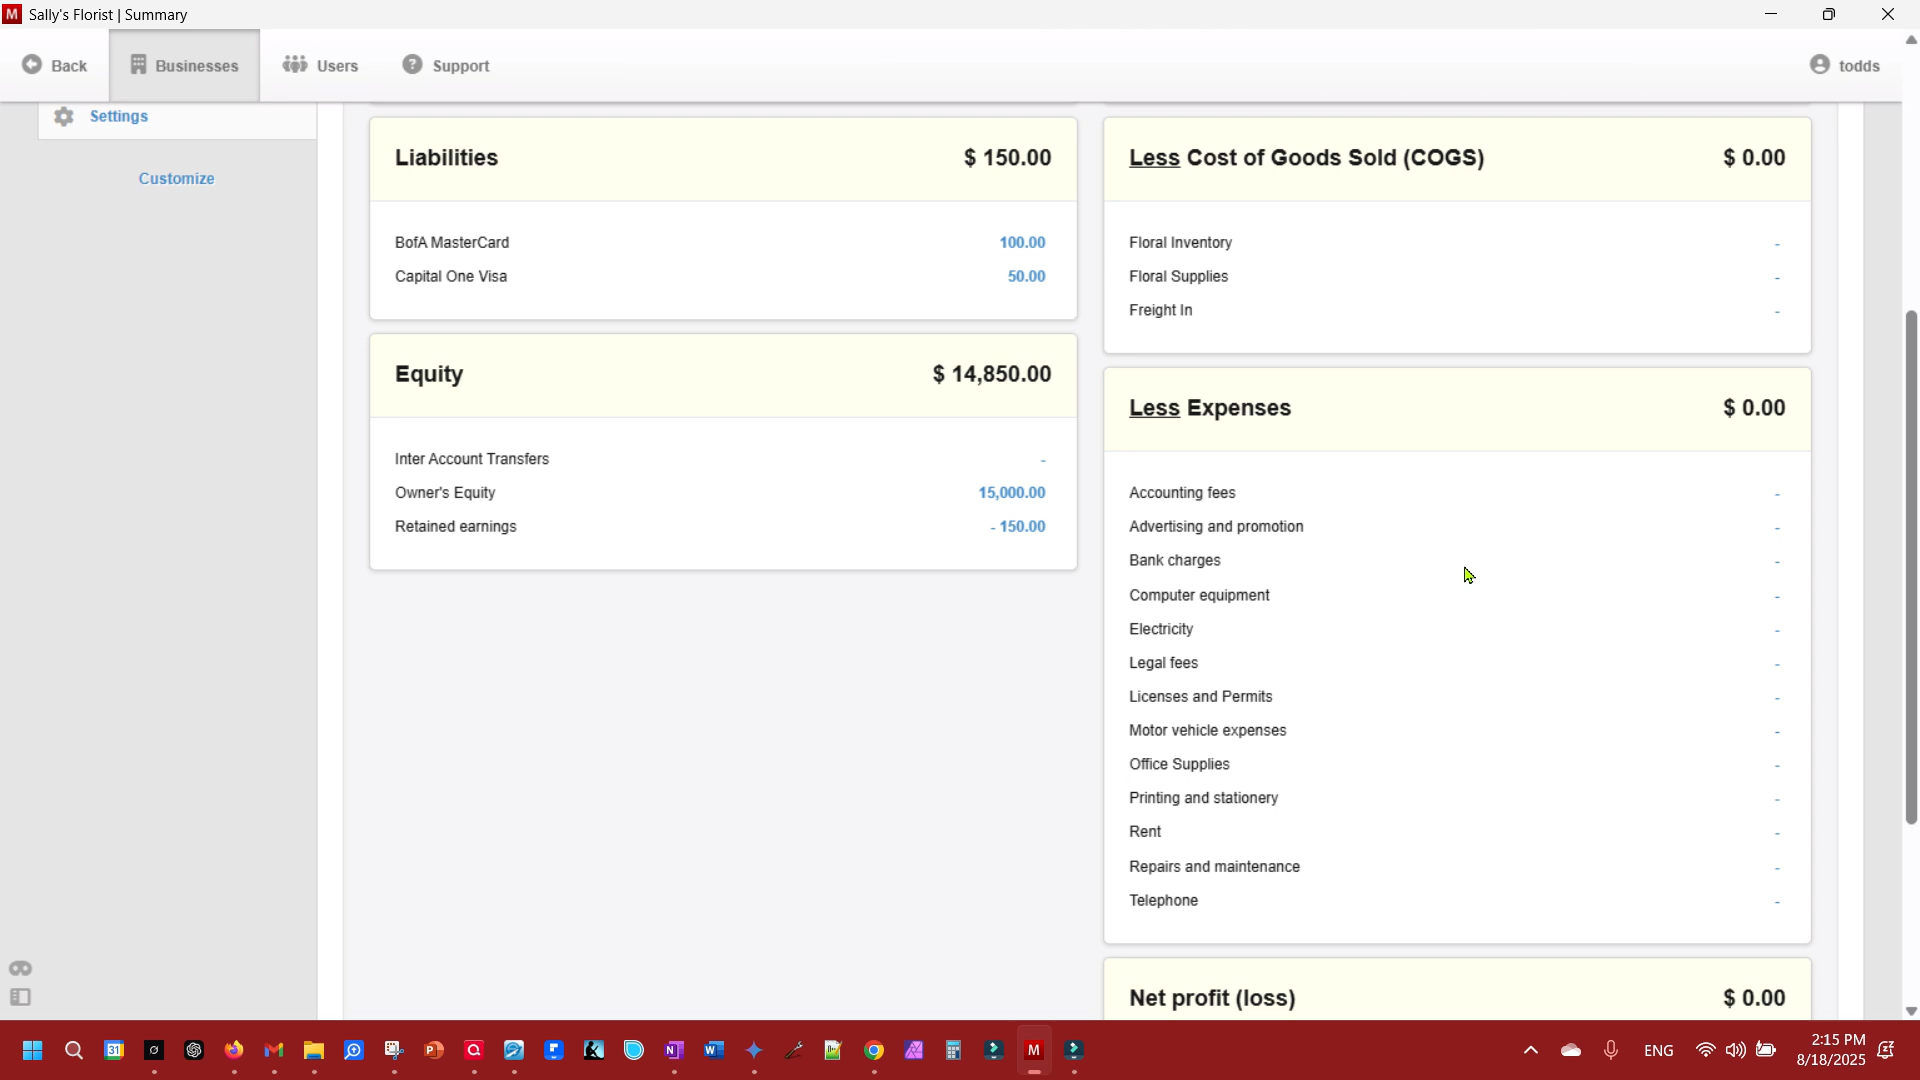 Sally's Florist | Summary
Back
Businesses
Users
Support
todds
Settings
Customize
Liabilities $ 150.00
BofA MasterCard 100.00
Capital One Visa 50.00
Equity $ 14,850.00
Inter Account Transfers -
Owner's Equity 15,000.00
Retained earnings - 150.00
Less Cost of Goods Sold (COGS) $ 0.00
Floral Inventory -
Floral Supplies -
Freight In -
Less Expenses $ 0.00
Accounting fees -
Advertising and promotion -
Bank charges -
Computer equipment -
Electricity -
Legal fees -
Licenses and Permits -
Motor vehicle expenses -
Office Supplies -
Printing and stationery -
Rent -
Repairs and maintenance -
Telephone -
Net profit (loss) $ 0.00
ENG
2:15 PM
8/18/2025